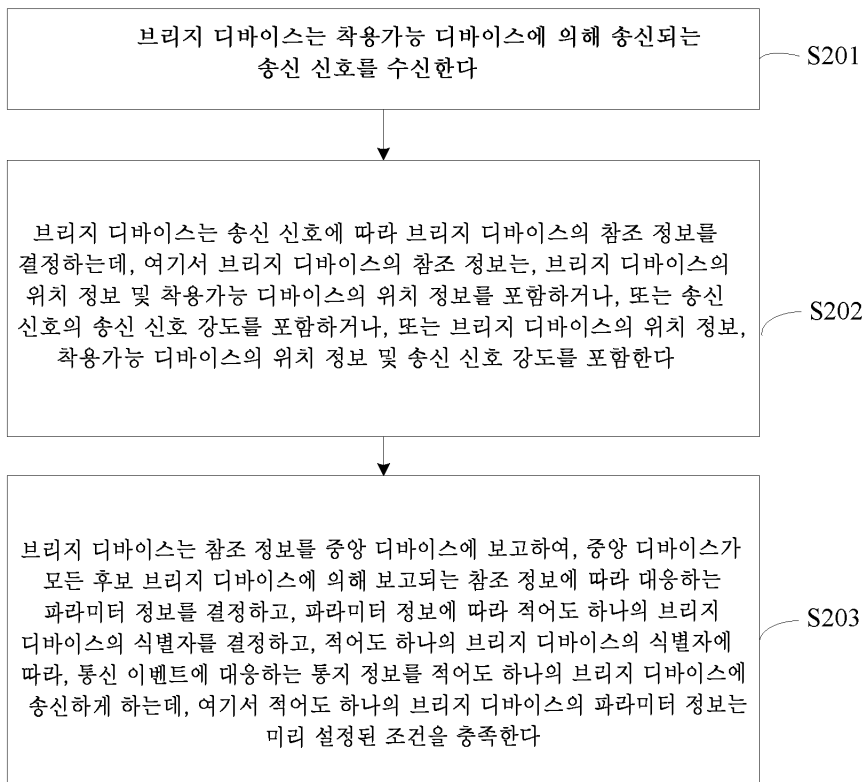 브리지 디바이스는 착용가능 디바이스에 의해 송신되는
송신 신호를 수신한다
S201
브리지 디바이스는 송신 신호에 따라 브리지 디바이스의 참조 정보를
결정하는데, 여기서 브리지 디바이스의 참조 정보는, 브리지 디바이스의
위치 정보 및 착용가능 디바이스의 위치 정보를 포함하거나, 또는 송신
신호의 송신 신호 강도를 포함하거나, 또는 브리지 디바이스의 위치 정보,
착용가능 디바이스의 위치 정보 및 송신 신호 강도를 포함한다
S202
브리지 디바이스는 참조 정보를 중앙 디바이스에 보고하여, 중앙 디바이스가
모든 후보 브리지 디바이스에 의해 보고되는 참조 정보에 따라 대응하는
파라미터 정보를 결정하고, 파라미터 정보에 따라 적어도 하나의 브리지
디바이스의 식별자를 결정하고, 적어도 하나의 브리지 디바이스의 식별자에
따라, 통신 이벤트에 대응하는 통지 정보를 적어도 하나의 브리지 디바이스에
송신하게 하는데, 여기서 적어도 하나의 브리지 디바이스의 파라미터 정보는
미리 설정된 조건을 충족한다
S203